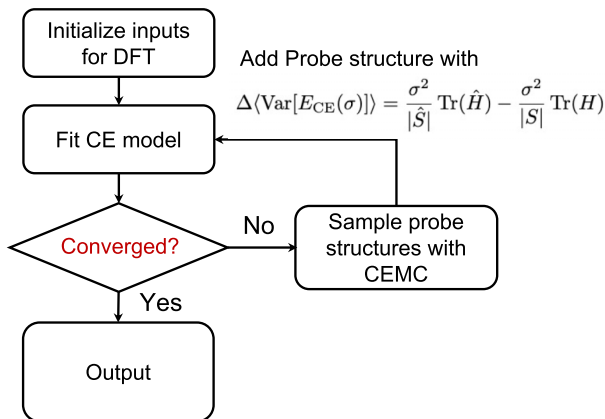 Initialize inputs
for DFT
Add Probe structure with
Δ⟨Var[E_CE(σ)]⟩ = σ²/|Ŝ| Tr(Ĥ) − σ²/|S| Tr(H)
Fit CE model
Converged?
No
Sample probe
structures with
CEMC
Yes
Output